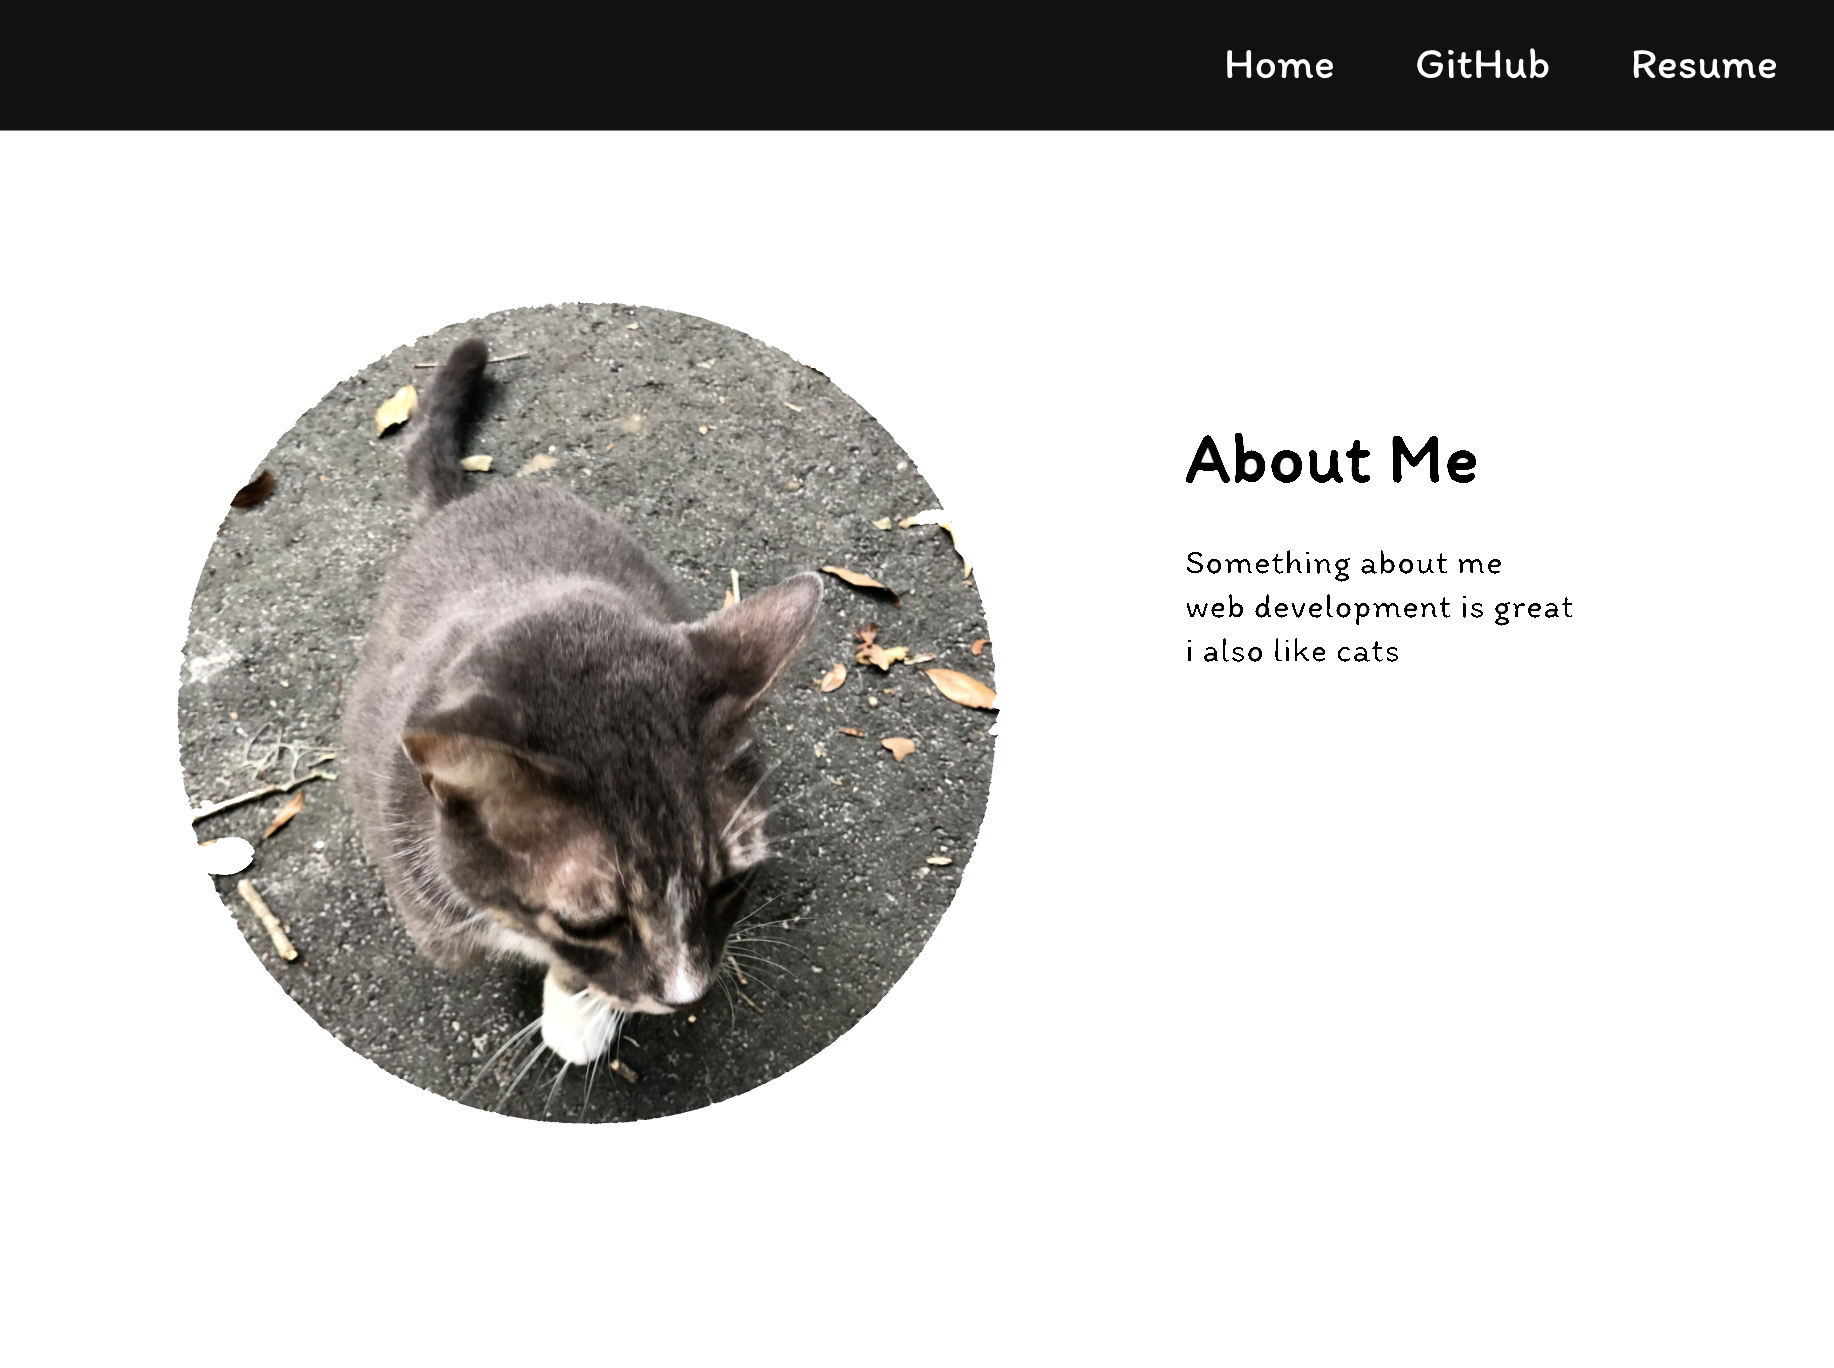 Home GitHub Resume
About Me
Something about me
web development is great
i also like cats